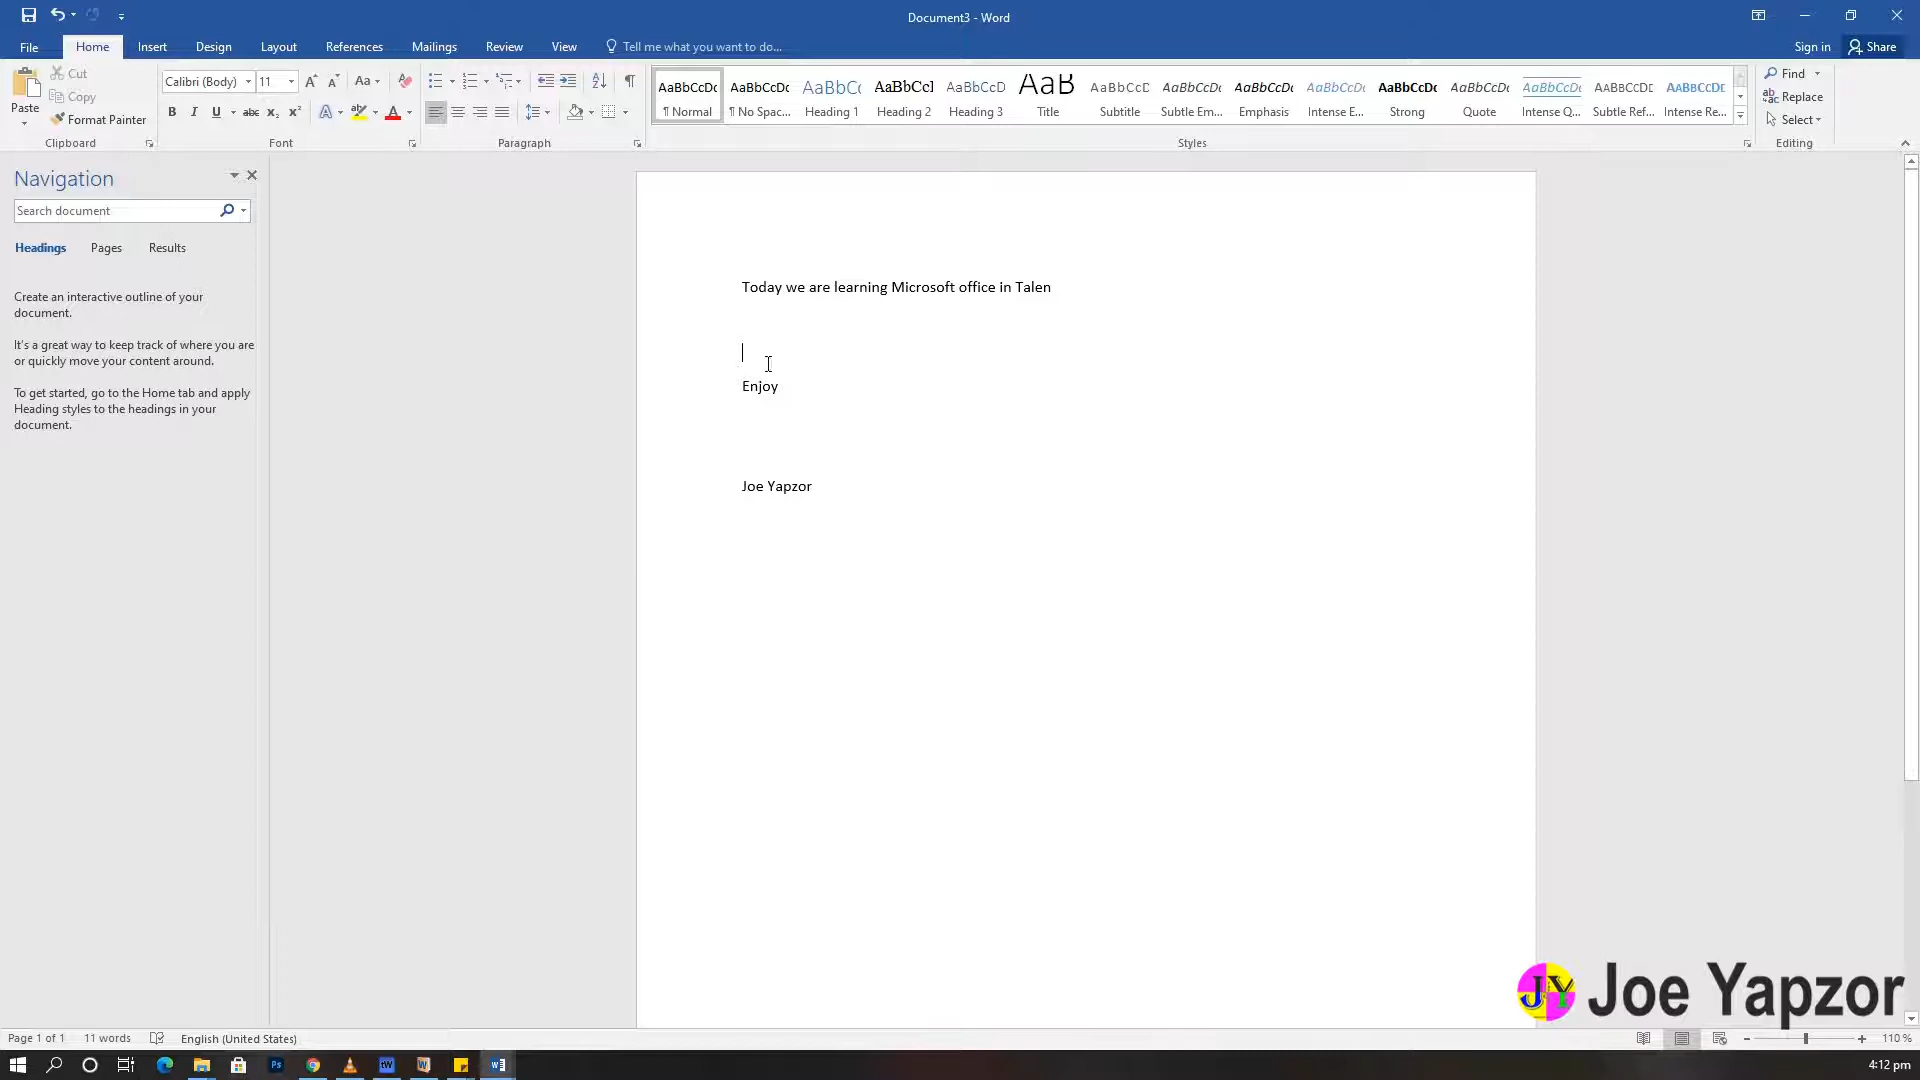 Document3 - Word
File Home Insert Design Layout References Mailings Review View Tell me what you want to do... Sign in Share
Paste
Cut
Copy
Format Painter
Clipboard
Calibri (Body) 11
Font
Paragraph
AaBbCcDc AaBbCcDc AaBbCc AaBbCcI AaBbCcD AaB AaBbCcD AaBbCcDc AaBbCcDc AaBbCcDc AaBbCcDc AaBbCcDc AaBbCcDc AABBCCDE AABBCCDE
¶ Normal ¶ No Spac... Heading 1 Heading 2 Heading 3 Title Subtitle Subtle Em... Emphasis Intense E... Strong Quote Intense Q... Subtle Ref... Intense Re...
Styles
Find
Replace
Select
Editing
Navigation
Search document
Headings Pages Results
Create an interactive outline of your
document.
It's a great way to keep track of where you are
or quickly move your content around.
To get started, go to the Home tab and apply
Heading styles to the headings in your
document.
Today we are learning Microsoft office in Talen
Enjoy
Joe Yapzor
JY Joe Yapzor
Page 1 of 1 11 words English (United States) 110 %
4:12 pm